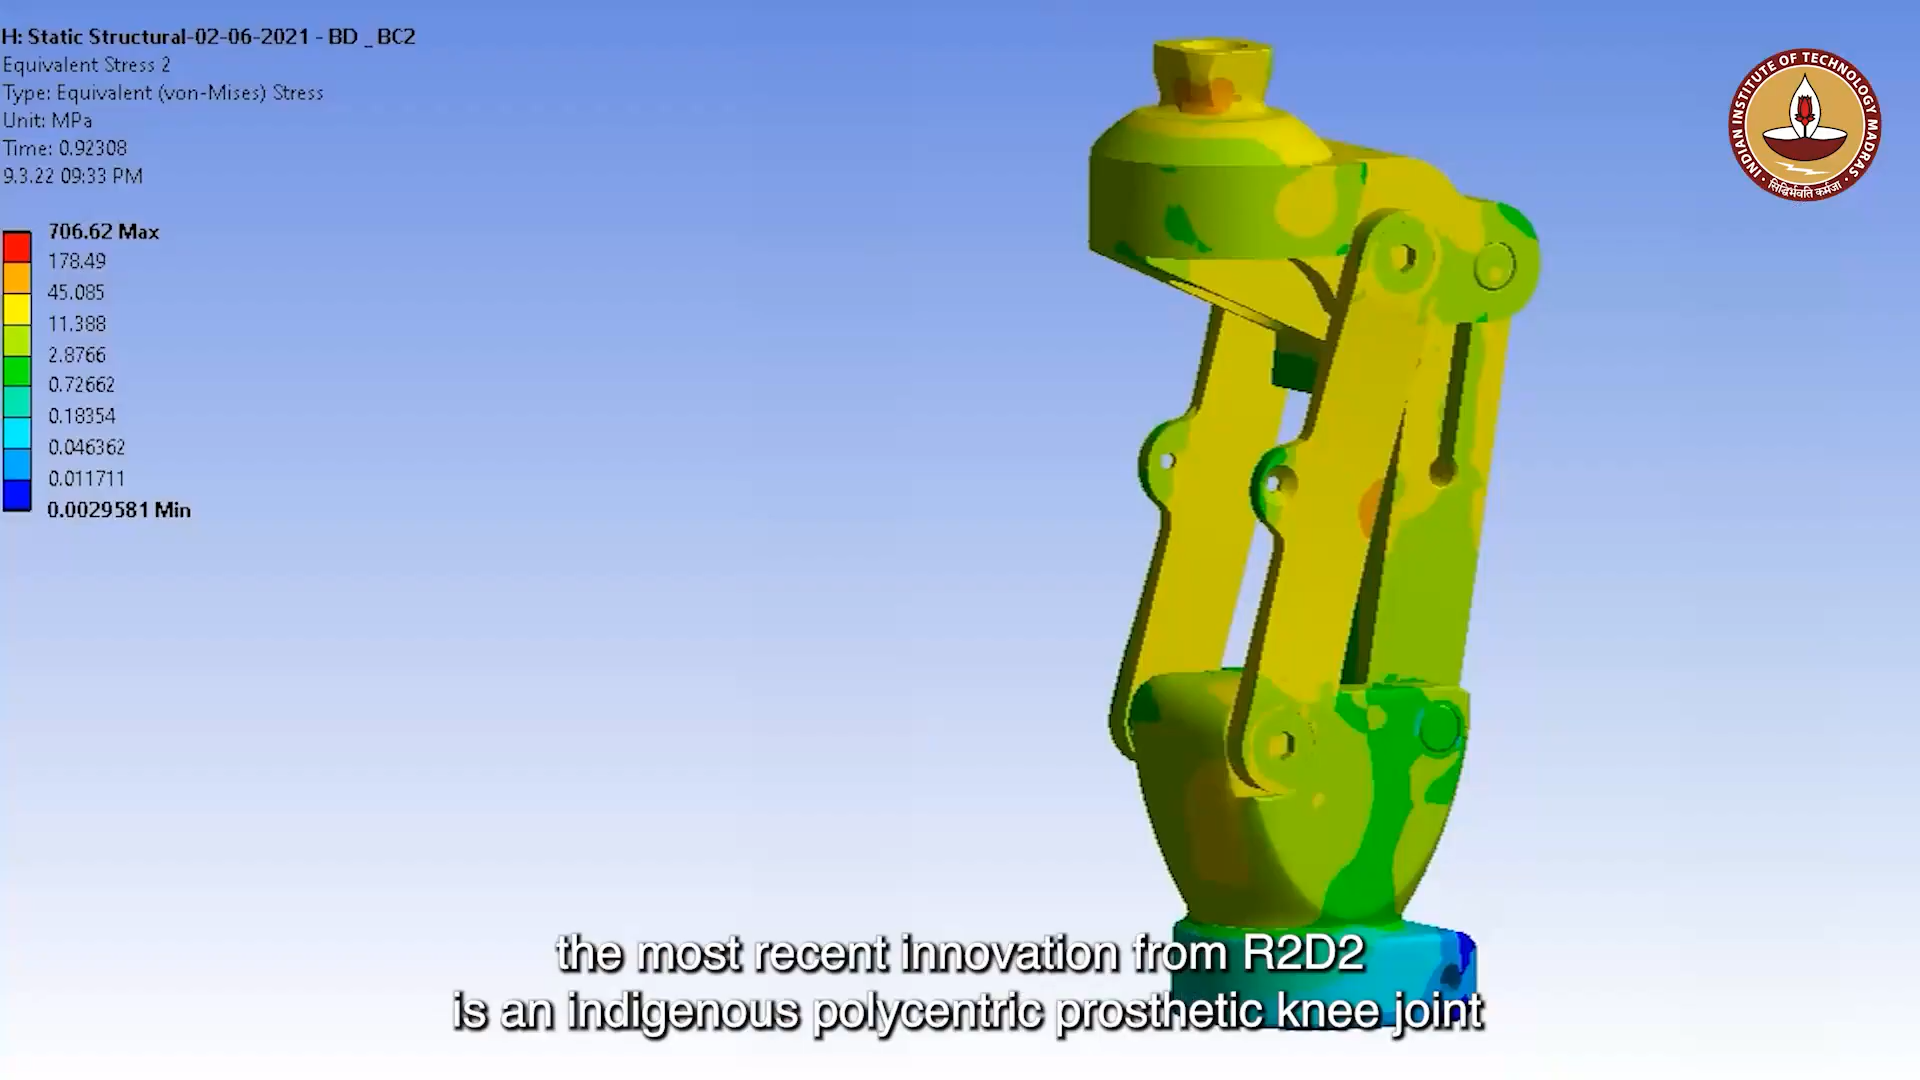 H: Static Structural-02-06-2021 - BD _ BC2
Equivalent Stress 2
Type: Equivalent (von-Mises) Stress
Unit: MPa
Time: 0.92308
9.3.22 09:33 PM
706.62 Max
178.49
45.085
11.388
2.8766
0.72662
0.18354
0.046362
0.011711
0.0029581 Min
INDIAN INSTITUTE OF TECHNOLOGY MADRAS
सिद्धिर्भवति कर्मजा
the most recent innovation from R2D2
is an indigenous polycentric prosthetic knee joint